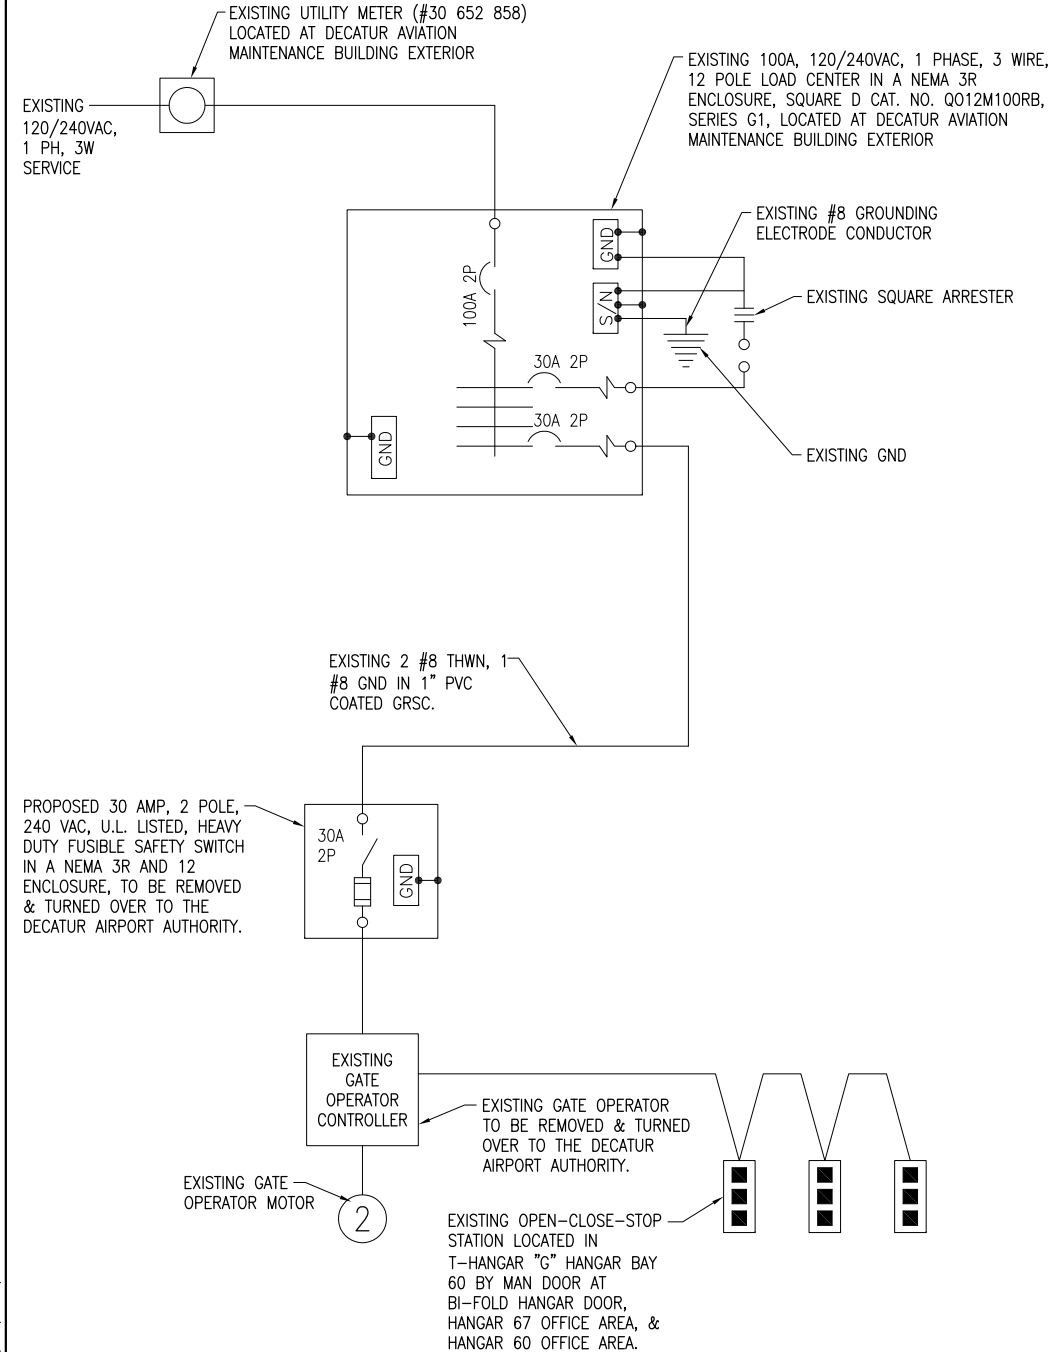 EXISTING UTILITY METER (#30 652 858)
LOCATED AT DECATUR AVIATION
MAINTENANCE BUILDING EXTERIOR
EXISTING
120/240VAC,
1 PH, 3W
SERVICE
EXISTING 100A, 120/240VAC, 1 PHASE, 3 WIRE,
12 POLE LOAD CENTER IN A NEMA 3R
ENCLOSURE, SQUARE D CAT. NO. QO12M100RB,
SERIES G1, LOCATED AT DECATUR AVIATION
MAINTENANCE BUILDING EXTERIOR
EXISTING #8 GROUNDING
ELECTRODE CONDUCTOR
GND
100A 2P
S/N
EXISTING SQUARE ARRESTER
30A 2P
30A 2P
GND
EXISTING GND
EXISTING 2 #8 THWN, 1
#8 GND IN 1" PVC
COATED GRSC.
PROPOSED 30 AMP, 2 POLE,
240 VAC, U.L. LISTED, HEAVY
DUTY FUSIBLE SAFETY SWITCH
IN A NEMA 3R AND 12
ENCLOSURE, TO BE REMOVED
& TURNED OVER TO THE
DECATUR AIRPORT AUTHORITY.
30A
2P
GND
EXISTING
GATE
OPERATOR
CONTROLLER
EXISTING GATE OPERATOR
TO BE REMOVED & TURNED
OVER TO THE DECATUR
AIRPORT AUTHORITY.
EXISTING GATE
OPERATOR MOTOR
2
EXISTING OPEN-CLOSE-STOP
STATION LOCATED IN
T-HANGAR "G" HANGAR BAY
60 BY MAN DOOR AT
BI-FOLD HANGAR DOOR,
HANGAR 67 OFFICE AREA, &
HANGAR 60 OFFICE AREA.